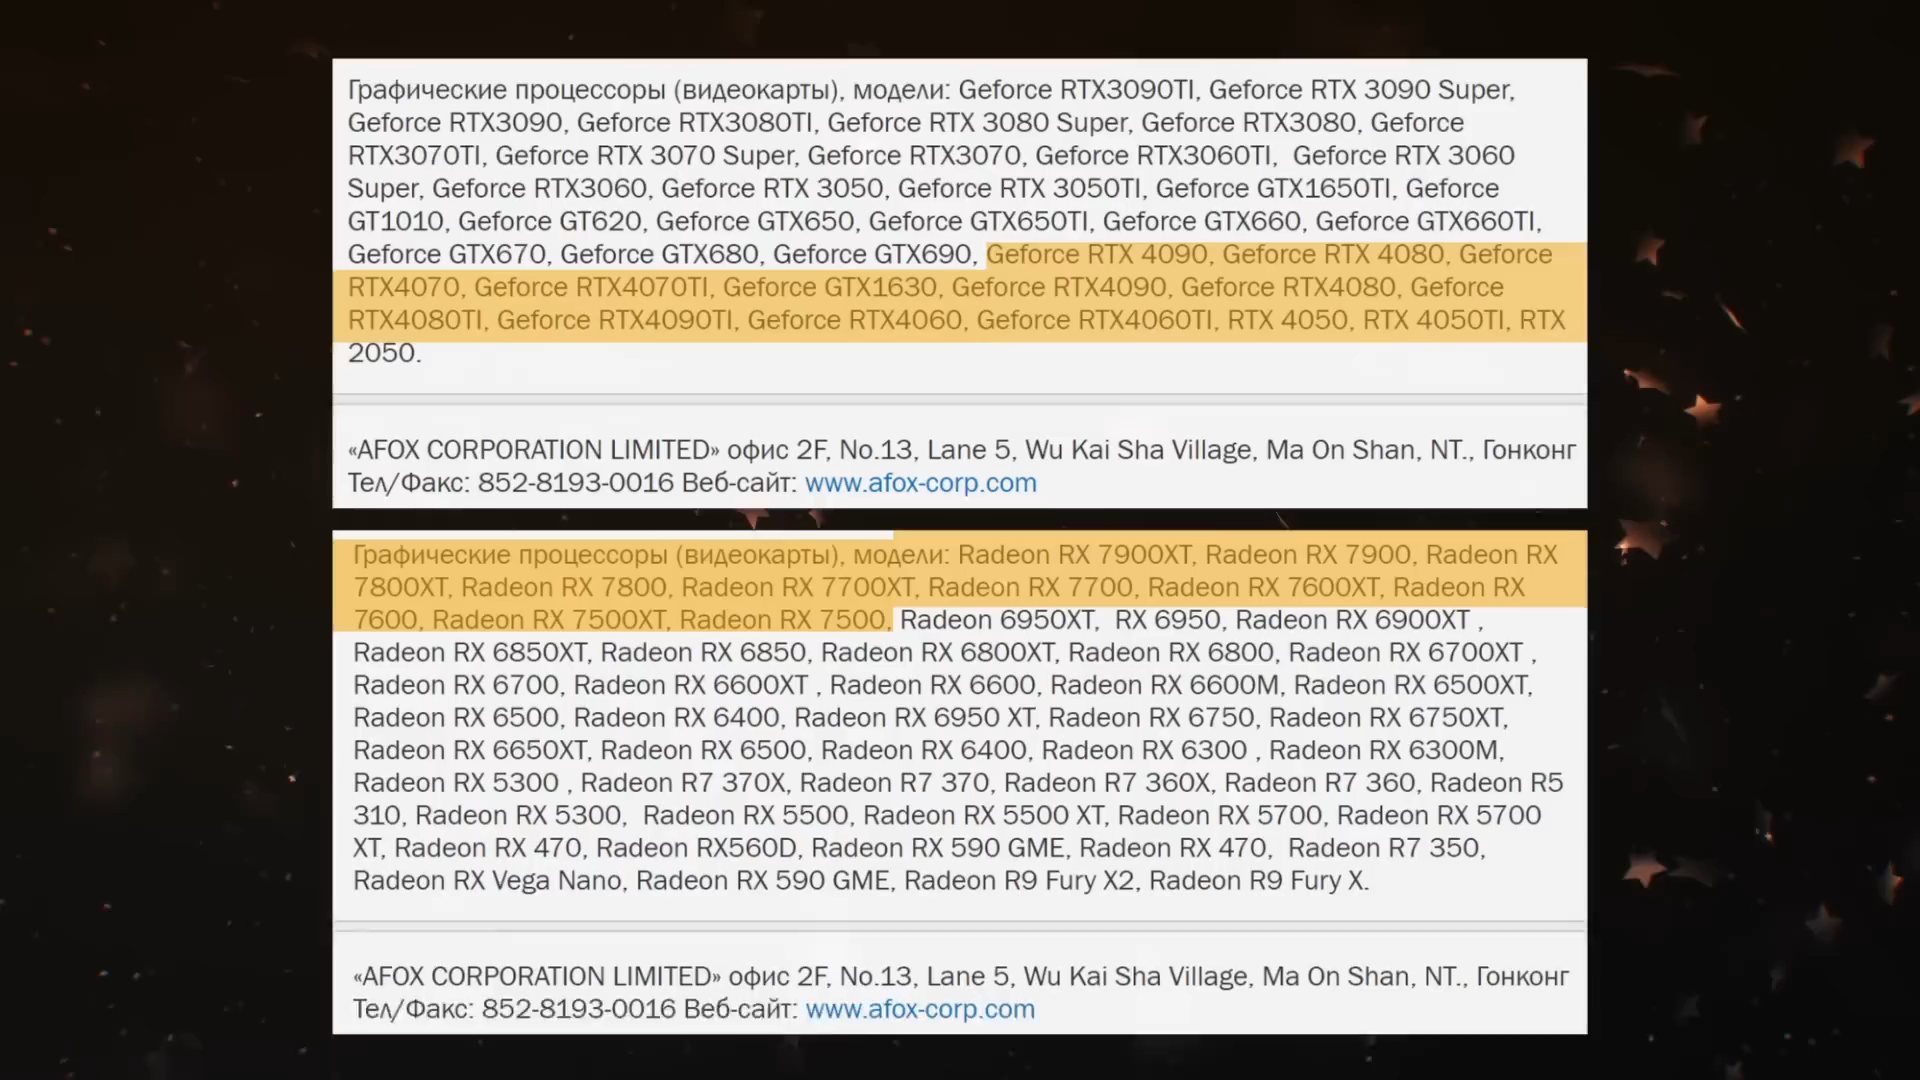 Графические процессоры (видеокарты), модели: Geforce RTX3090TI, Geforce RTX 3090 Super,
Geforce RTX3090, Geforce RTX3080TI, Geforce RTX 3080 Super, Geforce RTX3080, Geforce
RTX3070TI, Geforce RTX 3070 Super, Geforce RTX3070, Geforce RTX3060TI, Geforce RTX 3060
Super, Geforce RTX3060, Geforce RTX 3050, Geforce RTX 3050TI, Geforce GTX1650TI, Geforce
GT1010, Geforce GT620, Geforce GTX650, Geforce GTX650TI, Geforce GTX660, Geforce GTX660TI,
Geforce GTX670, Geforce GTX680, Geforce GTX690, Geforce RTX 4090, Geforce RTX 4080, Geforce
RTX4070, Geforce RTX4070TI, Geforce GTX1630, Geforce RTX4090, Geforce RTX4080, Geforce
RTX4080TI, Geforce RTX4090TI, Geforce RTX4060, Geforce RTX4060TI, RTX 4050, RTX 4050TI, RTX
2050.
«AFOX CORPORATION LIMITED» офис 2F, No.13, Lane 5, Wu Kai Sha Village, Ma On Shan, NT., Гонконг
Тел/Факс: 852-8193-0016 Веб-сайт: www.afox-corp.com
Графические процессоры (видеокарты), модели: Radeon RX 7900XT, Radeon RX 7900, Radeon RX
7800XT, Radeon RX 7800, Radeon RX 7700XT, Radeon RX 7700, Radeon RX 7600XT, Radeon RX
7600, Radeon RX 7500XT, Radeon RX 7500, Radeon 6950XT, RX 6950, Radeon RX 6900XT ,
Radeon RX 6850XT, Radeon RX 6850, Radeon RX 6800XT, Radeon RX 6800, Radeon RX 6700XT ,
Radeon RX 6700, Radeon RX 6600XT , Radeon RX 6600, Radeon RX 6600M, Radeon RX 6500XT,
Radeon RX 6500, Radeon RX 6400, Radeon RX 6950 XT, Radeon RX 6750, Radeon RX 6750XT,
Radeon RX 6650XT, Radeon RX 6500, Radeon RX 6400, Radeon RX 6300 , Radeon RX 6300M,
Radeon RX 5300 , Radeon R7 370X, Radeon R7 370, Radeon R7 360X, Radeon R7 360, Radeon R5
310, Radeon RX 5300, Radeon RX 5500, Radeon RX 5500 XT, Radeon RX 5700, Radeon RX 5700
XT, Radeon RX 470, Radeon RX560D, Radeon RX 590 GME, Radeon RX 470, Radeon R7 350,
Radeon RX Vega Nano, Radeon RX 590 GME, Radeon R9 Fury X2, Radeon R9 Fury X.
«AFOX CORPORATION LIMITED» офис 2F, No.13, Lane 5, Wu Kai Sha Village, Ma On Shan, NT., Гонконг
Тел/Факс: 852-8193-0016 Веб-сайт: www.afox-corp.com